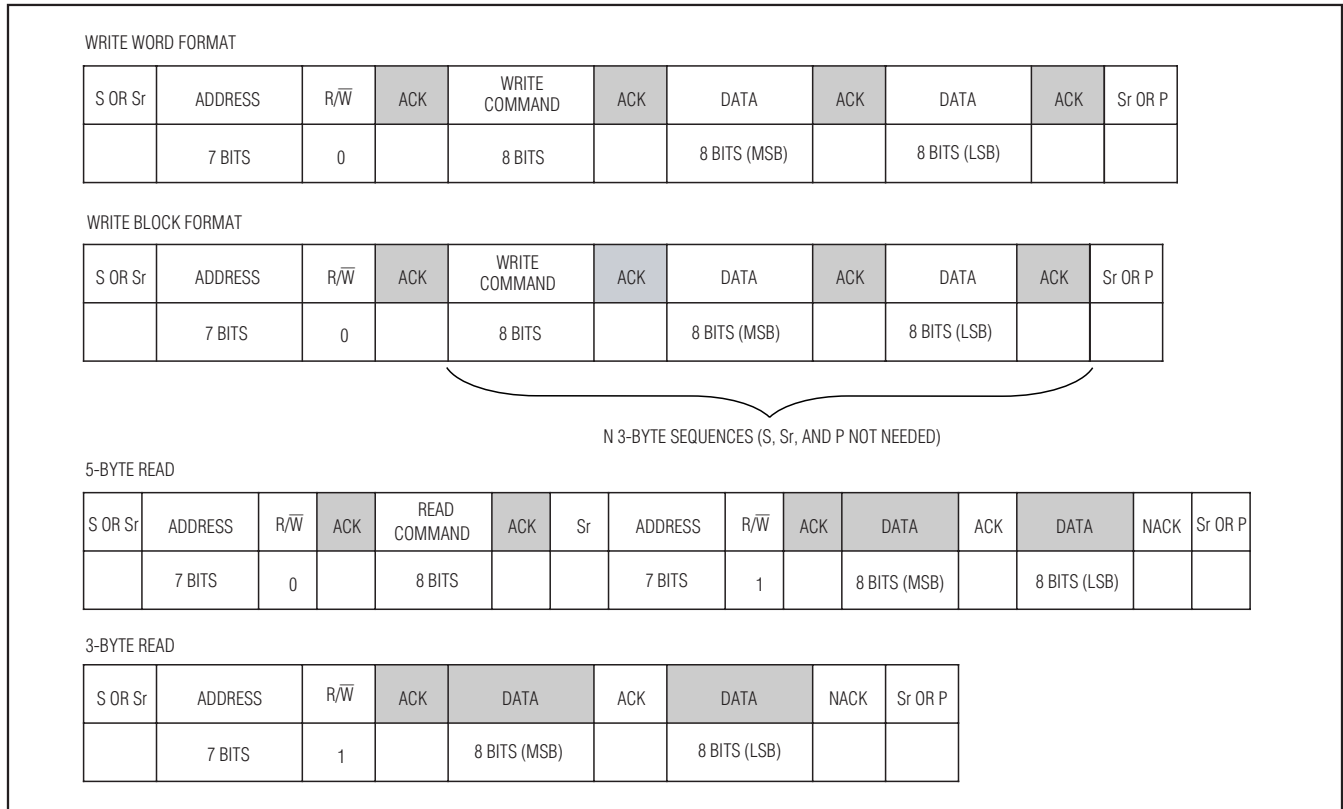 WRITE WORD FORMAT
S OR Sr ADDRESS R/W̅ ACK WRITE COMMAND ACK DATA ACK DATA ACK Sr OR P
7 BITS 0 8 BITS 8 BITS (MSB) 8 BITS (LSB)
WRITE BLOCK FORMAT
S OR Sr ADDRESS R/W̅ ACK WRITE COMMAND ACK DATA ACK DATA ACK Sr OR P
7 BITS 0 8 BITS 8 BITS (MSB) 8 BITS (LSB)
N 3-BYTE SEQUENCES (S, Sr, AND P NOT NEEDED)
5-BYTE READ
S OR Sr ADDRESS R/W̅ ACK READ COMMAND ACK Sr ADDRESS R/W̅ ACK DATA ACK DATA NACK Sr OR P
7 BITS 0 8 BITS 7 BITS 1 8 BITS (MSB) 8 BITS (LSB)
3-BYTE READ
S OR Sr ADDRESS R/W̅ ACK DATA ACK DATA NACK Sr OR P
7 BITS 1 8 BITS (MSB) 8 BITS (LSB)